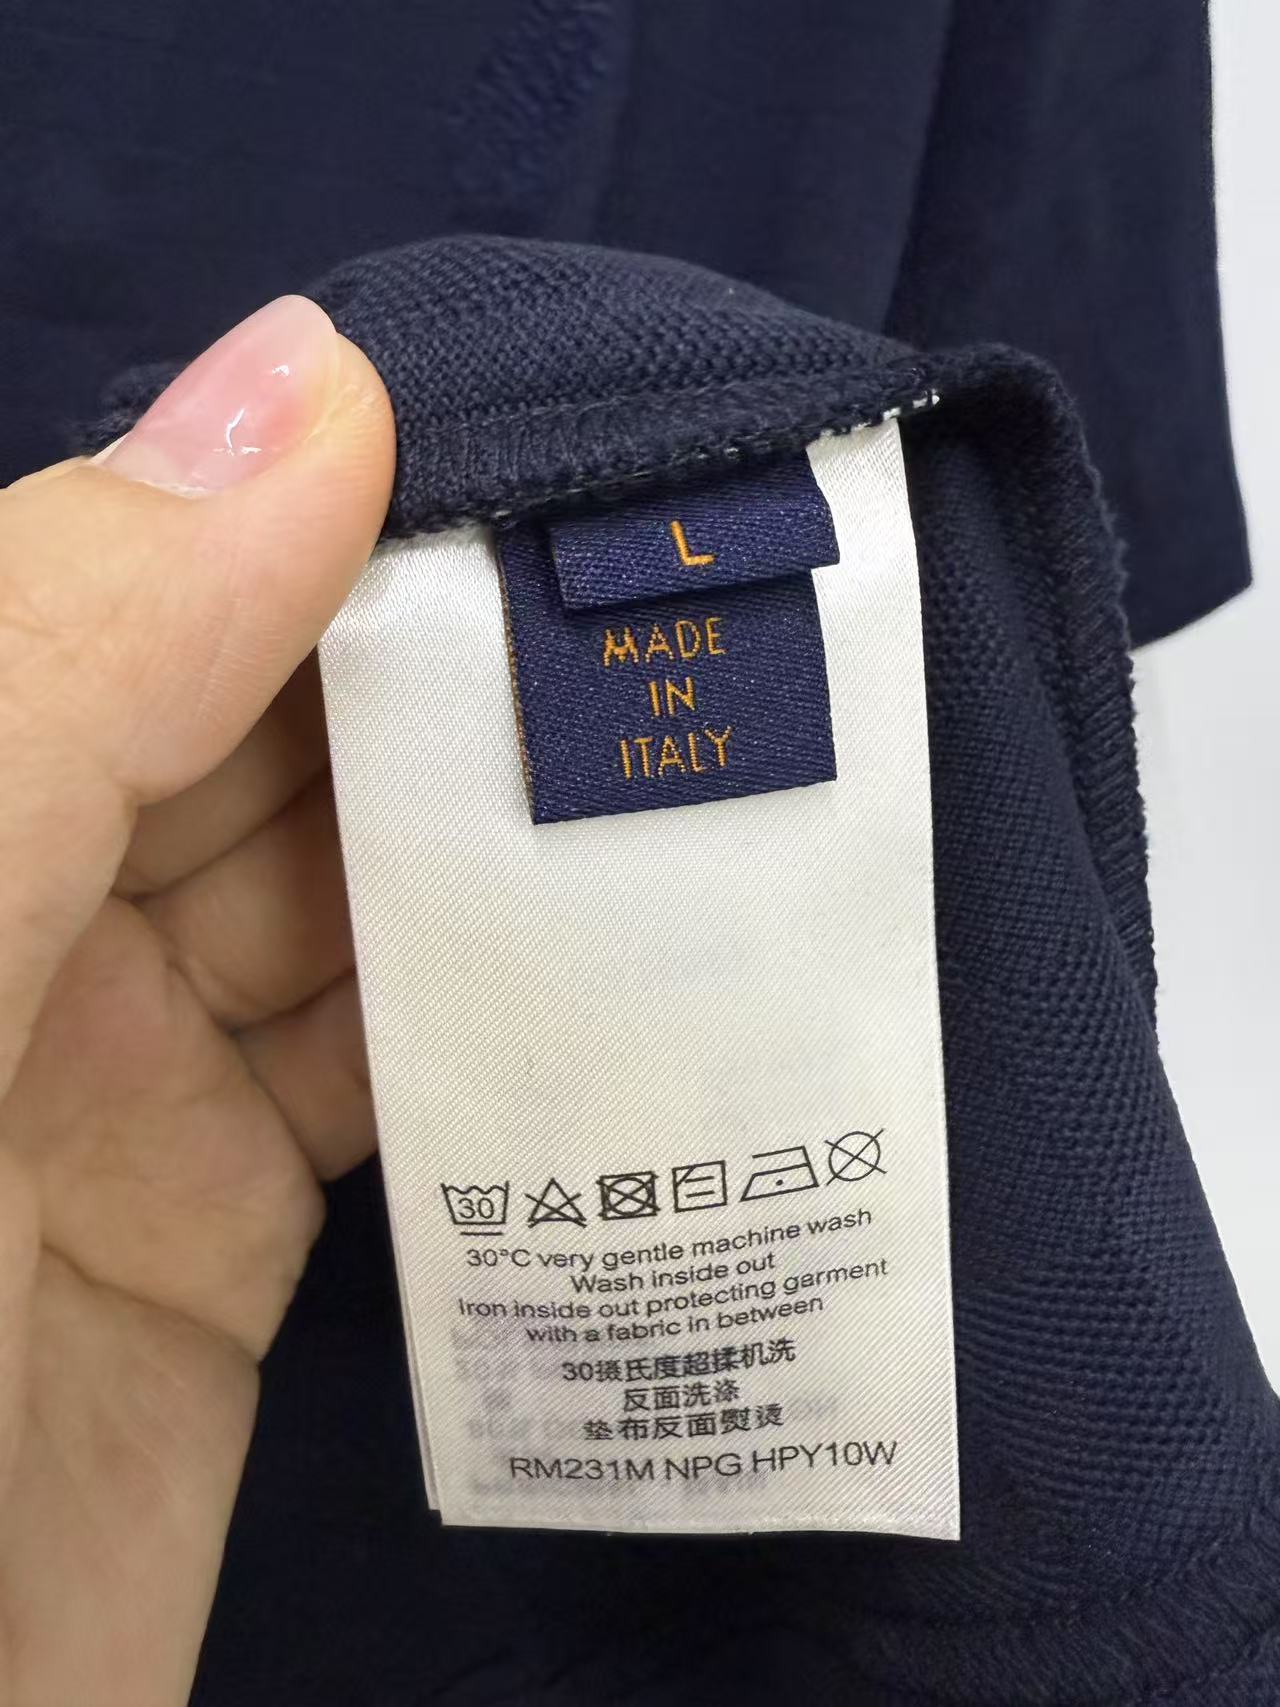 L
MADE
IN
ITALY
30
30°C very gentle machine wash
Wash inside out
Iron inside out protecting garment
with a fabric in between
30摄氏度超揉机洗
反面洗涤
垫布反面熨烫
RM231M NPG HPY10W